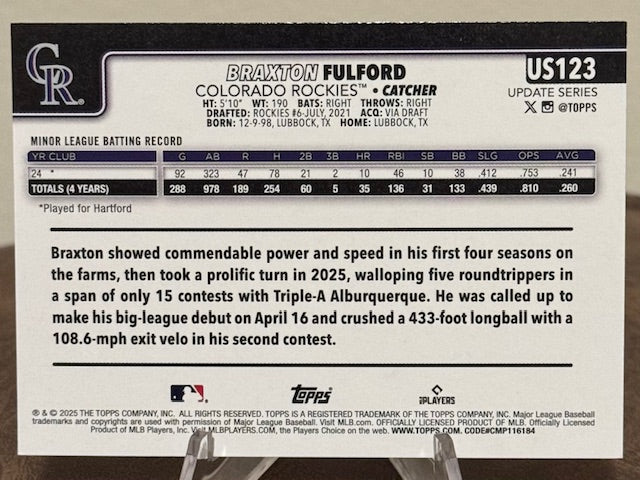 CR
BRAXTON FULFORD
COLORADO ROCKIES™ • CATCHER
HT: 5'10" WT: 190 BATS: RIGHT THROWS: RIGHT
DRAFTED: ROCKIES #6-JULY, 2021 ACQ: VIA DRAFT
BORN: 12-9-98, LUBBOCK, TX HOME: LUBBOCK, TX
US123
UPDATE SERIES
X @TOPPS
MINOR LEAGUE BATTING RECORD
YR CLUB G AB R H 2B 3B HR RBI SB BB SLG OPS AVG
24 * 92 323 47 78 21 2 10 46 10 38 .412 .753 .241
TOTALS (4 YEARS) 288 978 189 254 60 5 35 136 31 133 .439 .810 .260
*Played for Hartford
Braxton showed commendable power and speed in his first four seasons on
the farms, then took a prolific turn in 2025, walloping five roundtrippers in
a span of only 15 contests with Triple-A Alburquerque. He was called up to
make his big-league debut on April 16 and crushed a 433-foot longball with a
108.6-mph exit velo in his second contest.
TOPPS
PLAYERS
® & © 2025 THE TOPPS COMPANY, INC. ALL RIGHTS RESERVED. TOPPS IS A REGISTERED TRADEMARK OF THE TOPPS COMPANY, INC. Major League Baseball
trademarks and copyrights are used with permission of Major League Baseball. Visit MLB.com. OFFICIALLY LICENSED PRODUCT OF MLB. Officially Licensed
Product of MLB Players, Inc. Visit MLBPLAYERS.COM, the Players Choice on the web. WWW.TOPPS.COM. CODE#CMP116184